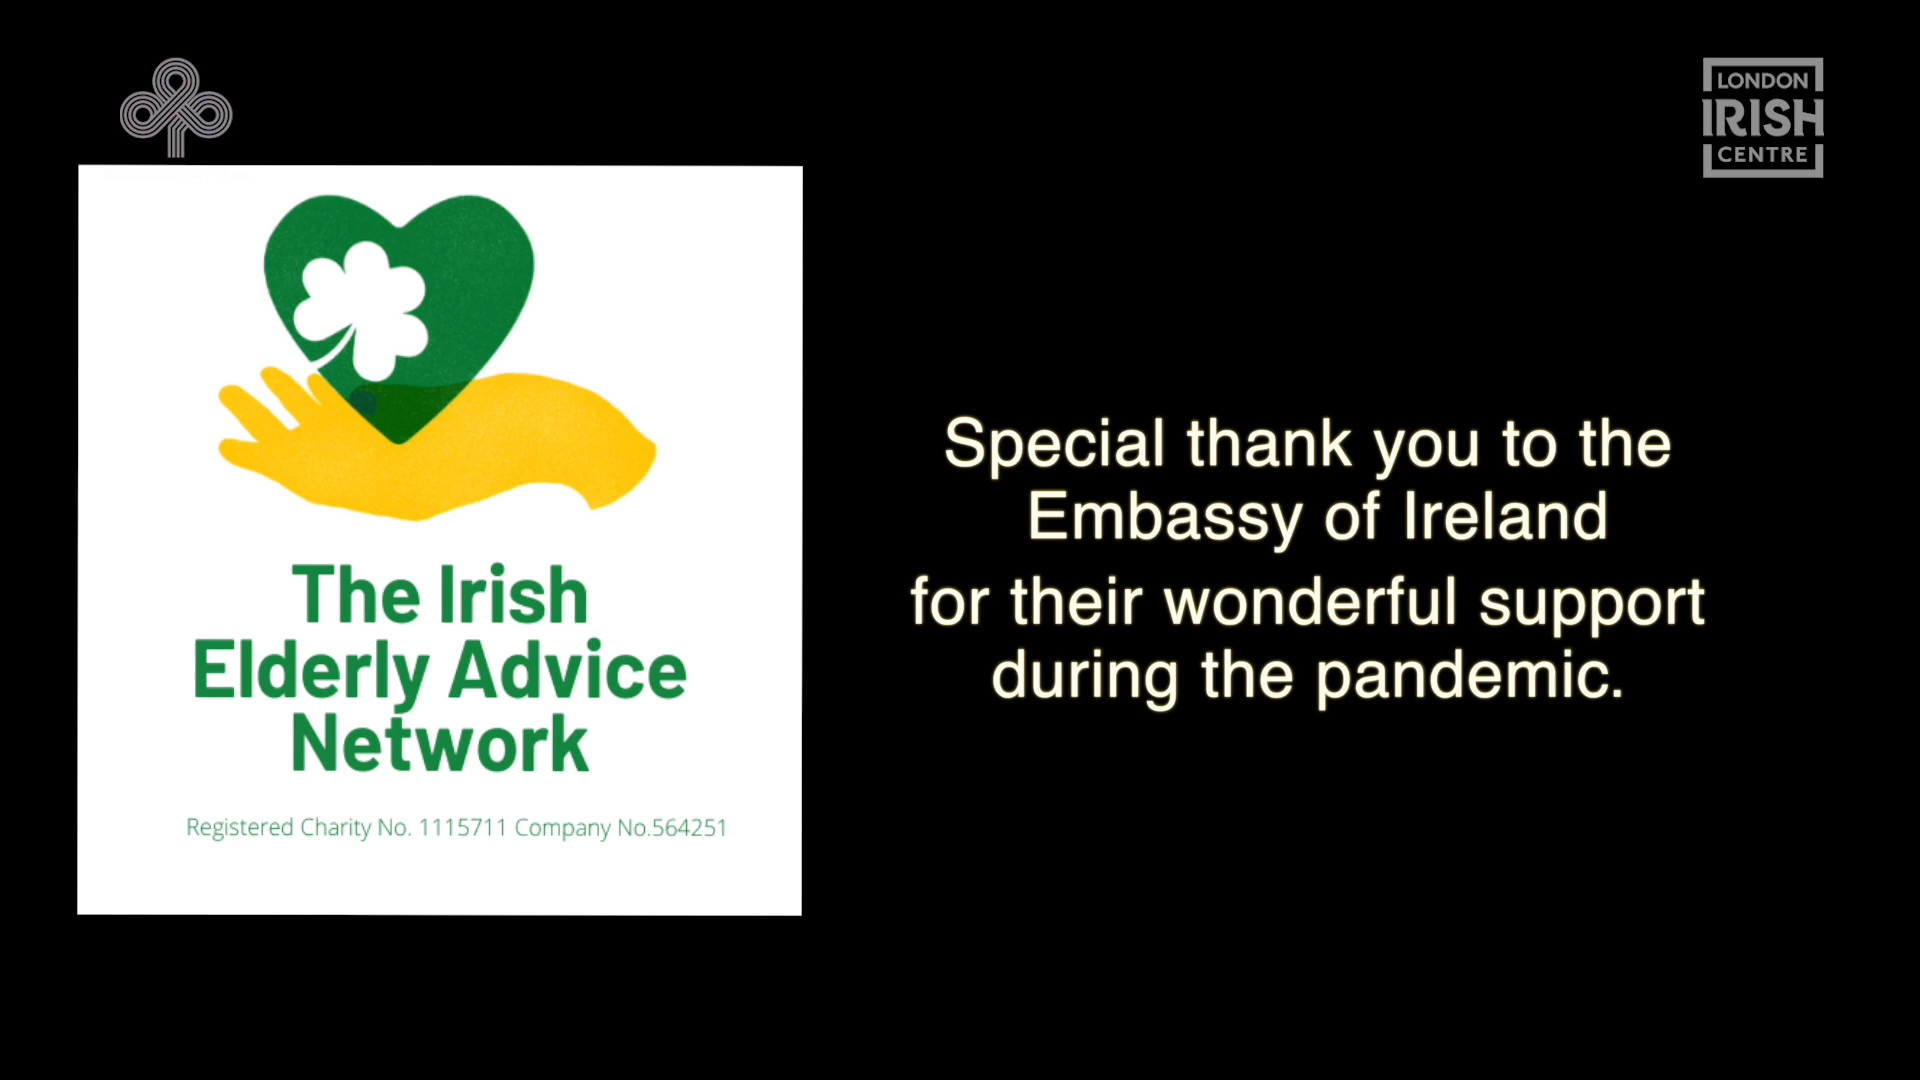 LONDON
IRISH
CENTRE
The Irish
Elderly Advice
Network
Registered Charity No. 1115711 Company No.564251
Special thank you to the
Embassy of Ireland
for their wonderful support
during the pandemic.